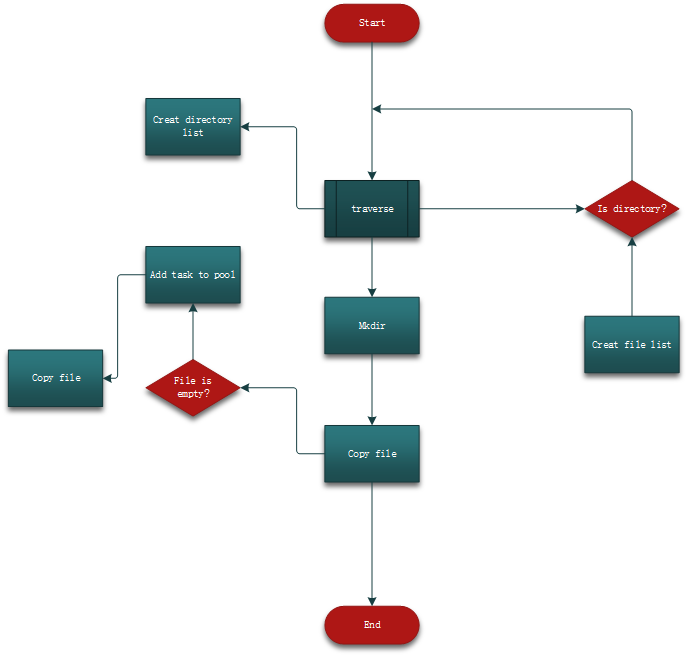 Start
Creat directory
list
traverse
Is directory?
Add task to pool
Mkdir
Creat file list
Copy file
File is
empty?
Copy file
End